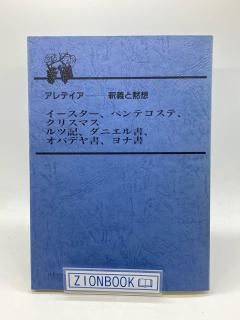 アレテイア――釈義と黙想
イースター、ペンテコステ、
クリスマス
ルツ記、ダニエル書、
オバデヤ書、ヨナ書
ZIONBOOK